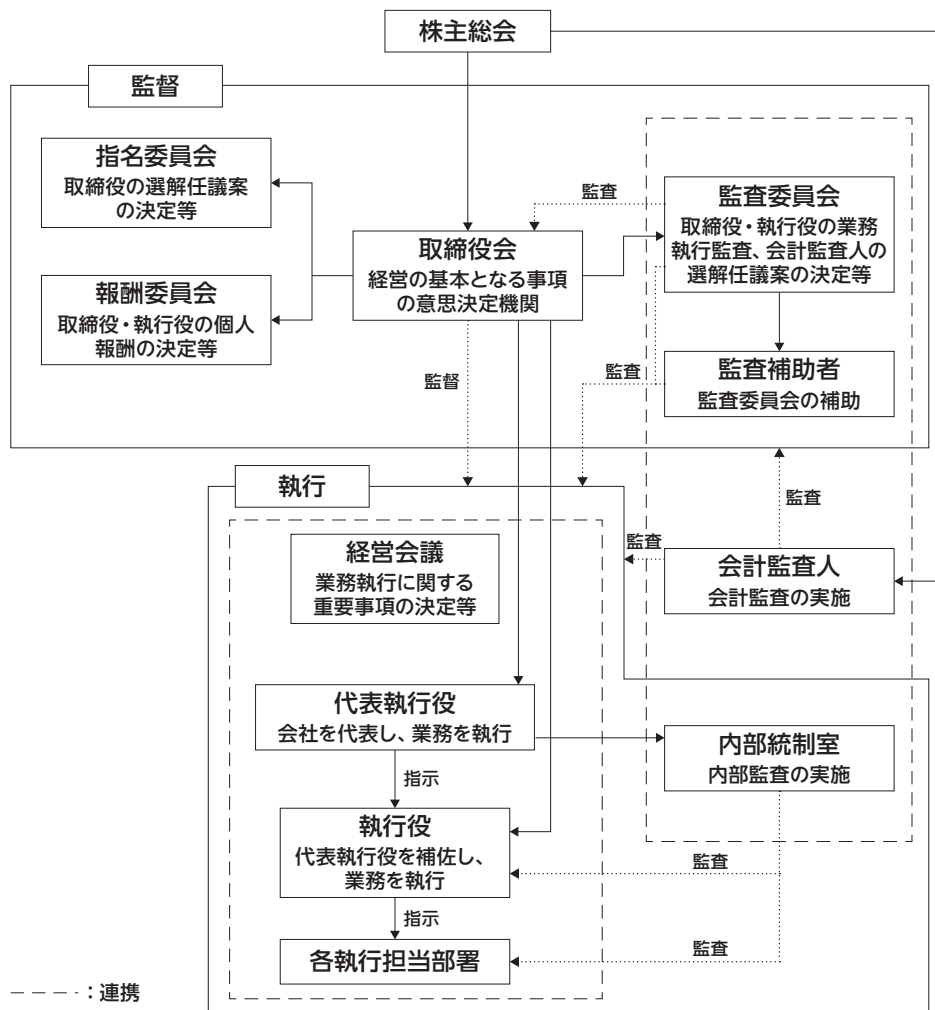 株主総会
監督
指名委員会
取締役の選解任議案
の決定等
監査
監査委員会
取締役・執行役の業務
執行監査、会計監査人の
選解任議案の決定等
取締役会
経営の基本となる事項
の意思決定機関
報酬委員会
取締役・執行役の個人
報酬の決定等
監督
監査
監査補助者
監査委員会の補助
執行
監査
経営会議
業務執行に関する
重要事項の決定等
監査
会計監査人
会計監査の実施
代表執行役
会社を代表し、業務を執行
内部統制室
内部監査の実施
指示
執行役
代表執行役を補佐し、
業務を執行
監査
指示
各執行担当部署
監査
：連携